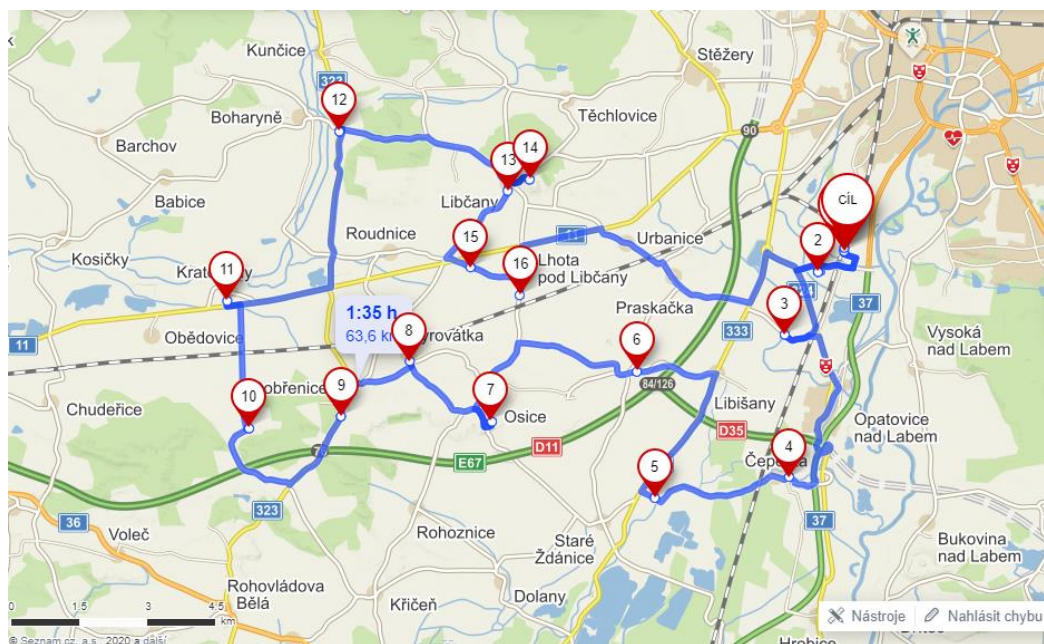 Kunčice
323
Stěžery
12
Boharyně
Těchlovice
Barchov
90
13
14
Babice
Libčany
CÍL
Roudnice
11
Urbanice
2
15
Kosičky
11
16
Lhota
pod Libčany
Praskačka
3
37
1:35 h
63,6 k
8
Obědovice
333
6
Vysoká
nad Labem
11
9
7
84/126
10
Chudeřice
Osice
Libišany
Opatovice
nad Labem
D35
D11
4
E67
5
323
36
Voleč
Rohoznice
37
Staré
Ždánice
Bukovina
nad Labem
Rohovládova
Bělá
Křičeň
Dolany
0 1.5 3 4.5
km
Nástroje
Nahlásit chybu
© Seznam.cz, a.s., 2020 a další